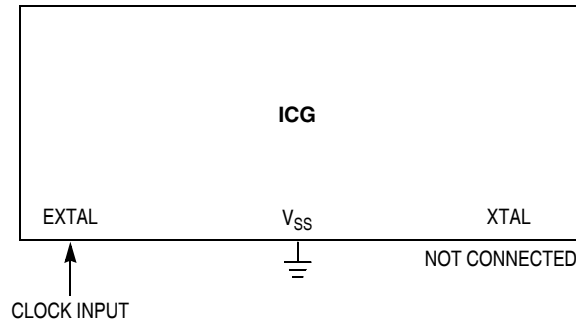 ICG
EXTAL
VSS
XTAL
NOT CONNECTED
CLOCK INPUT